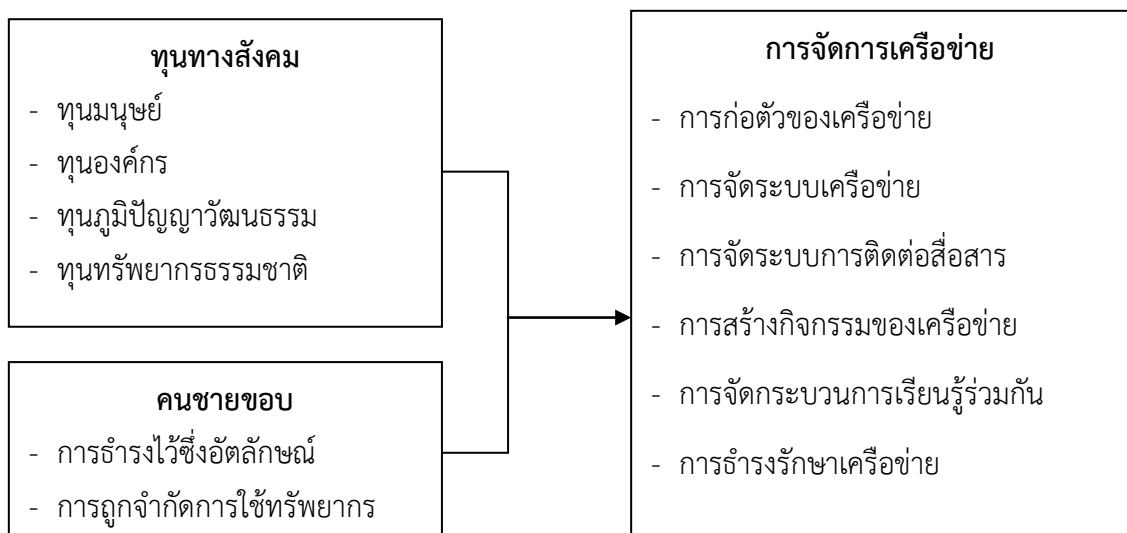 ทุนทางสังคม
- ทุนมนุษย์
- ทุนองค์กร
- ทุนภูมิปัญญาวัฒนธรรม
- ทุนทรัพยากรธรรมชาติ
คนชายขอบ
- การธำรงไว้ซึ่งอัตลักษณ์
- การถูกจำกัดการใช้ทรัพยากร
การจัดการเครือข่าย
- การก่อตัวของเครือข่าย
- การจัดระบบเครือข่าย
- การจัดระบบการติดต่อสื่อสาร
- การสร้างกิจกรรมของเครือข่าย
- การจัดกระบวนการเรียนรู้ร่วมกัน
- การธำรงรักษาเครือข่าย